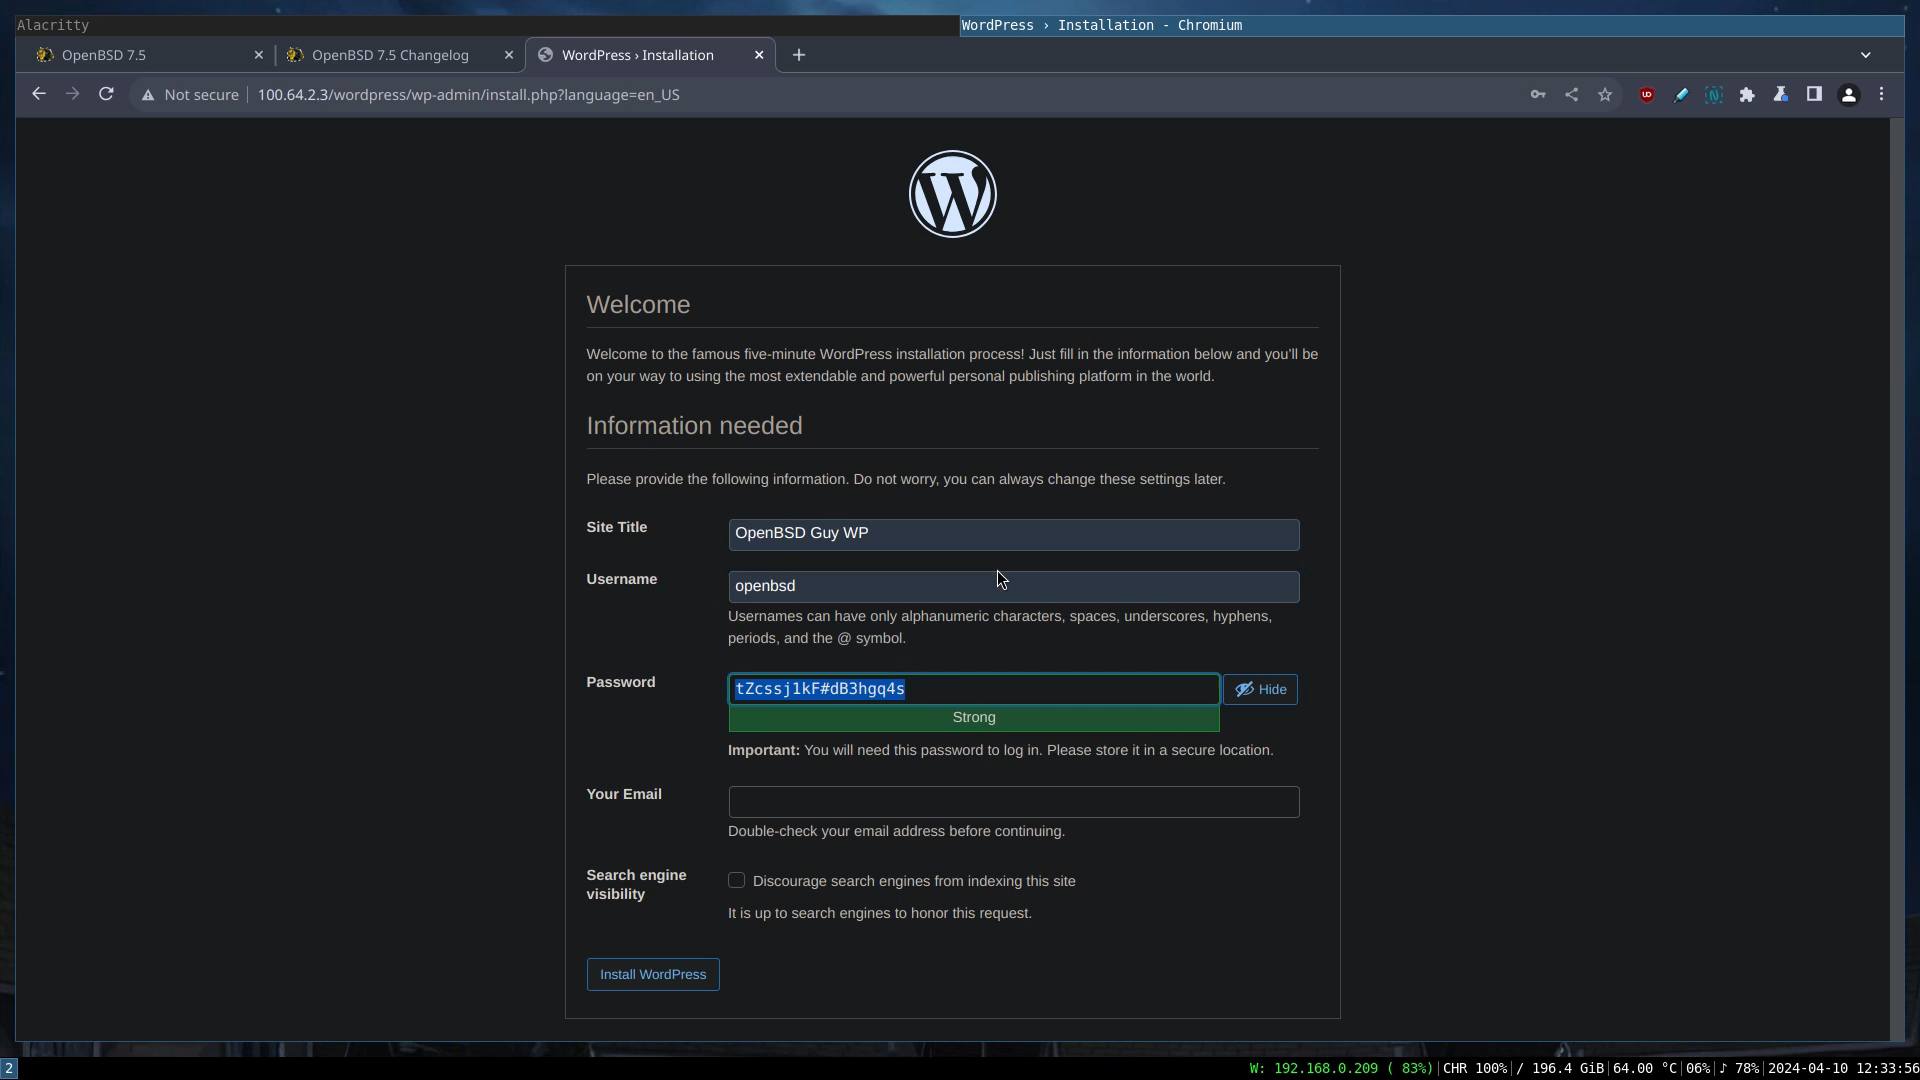 Alacritty
WordPress › Installation - Chromium
OpenBSD 7.5
OpenBSD 7.5 Changelog
WordPress › Installation
Not secure
100.64.2.3/wordpress/wp-admin/install.php?language=en_US
Welcome
Welcome to the famous five-minute WordPress installation process! Just fill in the information below and you'll be
on your way to using the most extendable and powerful personal publishing platform in the world.
Information needed
Please provide the following information. Do not worry, you can always change these settings later.
Site Title
OpenBSD Guy WP
Username
openbsd
Usernames can have only alphanumeric characters, spaces, underscores, hyphens,
periods, and the @ symbol.
Password
tZcssj1kF#dB3hgq4s
Hide
Strong
Important: You will need this password to log in. Please store it in a secure location.
Your Email
Double-check your email address before continuing.
Search engine
visibility
Discourage search engines from indexing this site
It is up to search engines to honor this request.
Install WordPress
2
W: 192.168.0.209 ( 83%)|CHR 100%|/ 196.4 GiB|64.00 °C|06%|♪ 78%|2024-04-10 12:33:56